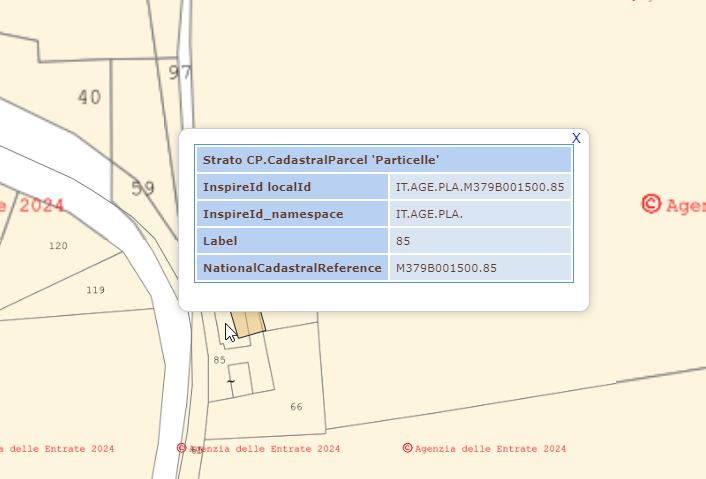 97
40
X
Strato CP.CadastralParcel 'Particelle'
InspireId localId IT.AGE.PLA.M379B001500.85
InspireId_namespace IT.AGE.PLA.
Label 85
NationalCadastralReference M379B001500.85
59
e 2024
© Agen
120
119
85
~
66
a delle Entrate 2024
© Agenzia delle Entrate 2024
© Agenzia delle Entrate 2024